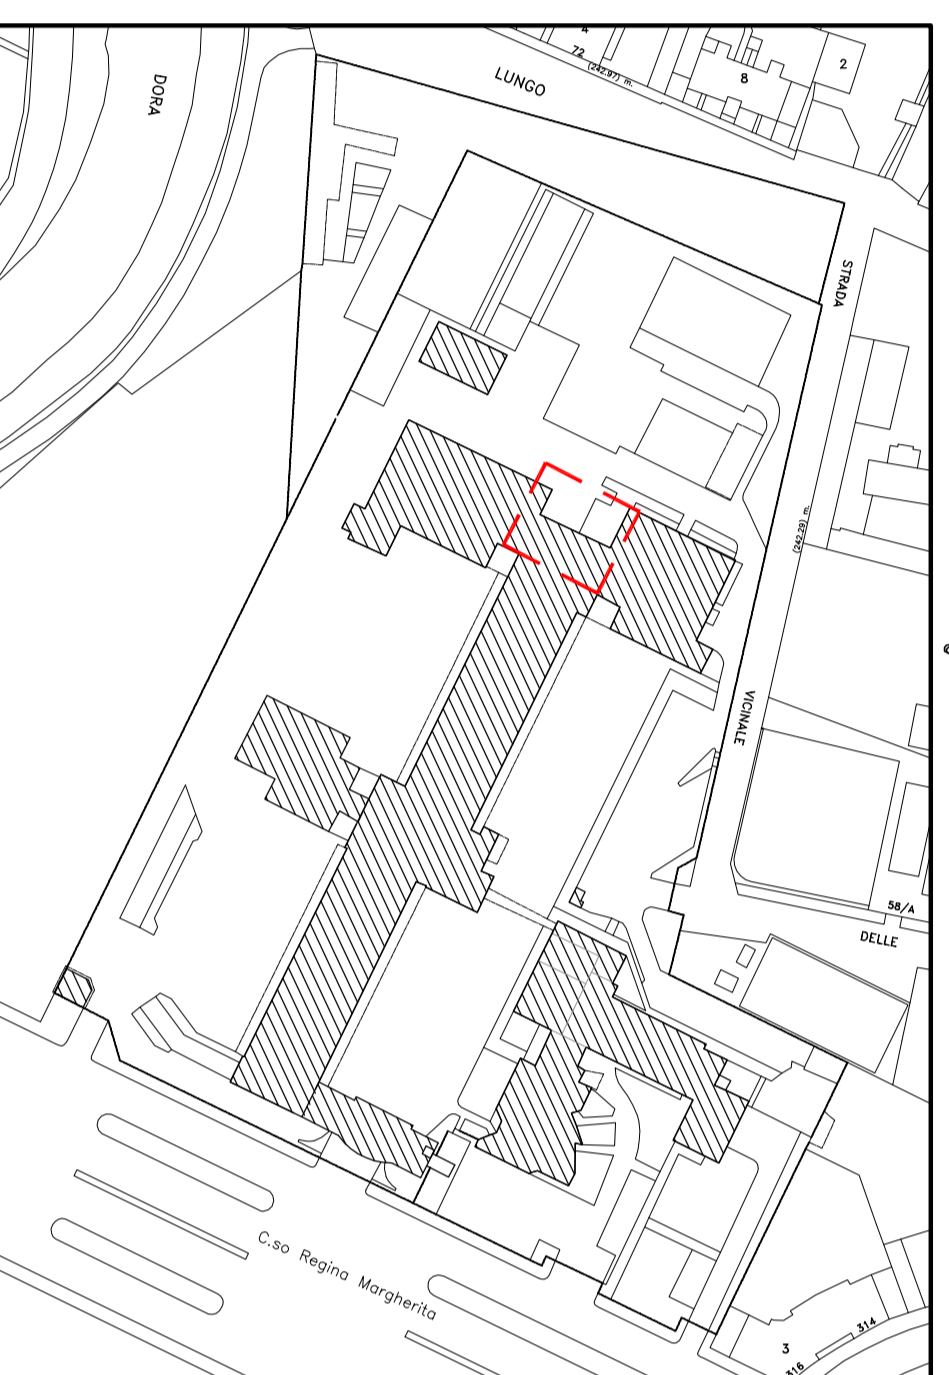 4
72
(242.97) m.
8
2
LUNGO
DORA
STRADA
(242.29) m.
VICINALE
58/A
DELLE
C.so Regina Margherita
314
3
316